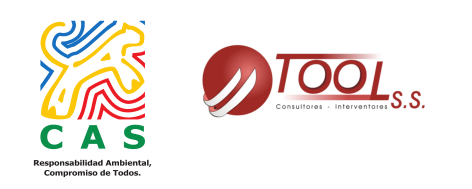 CAS
Responsabilidad Ambiental,
Compromiso de Todos.
TOOL S.S.
Consultores - Interventores